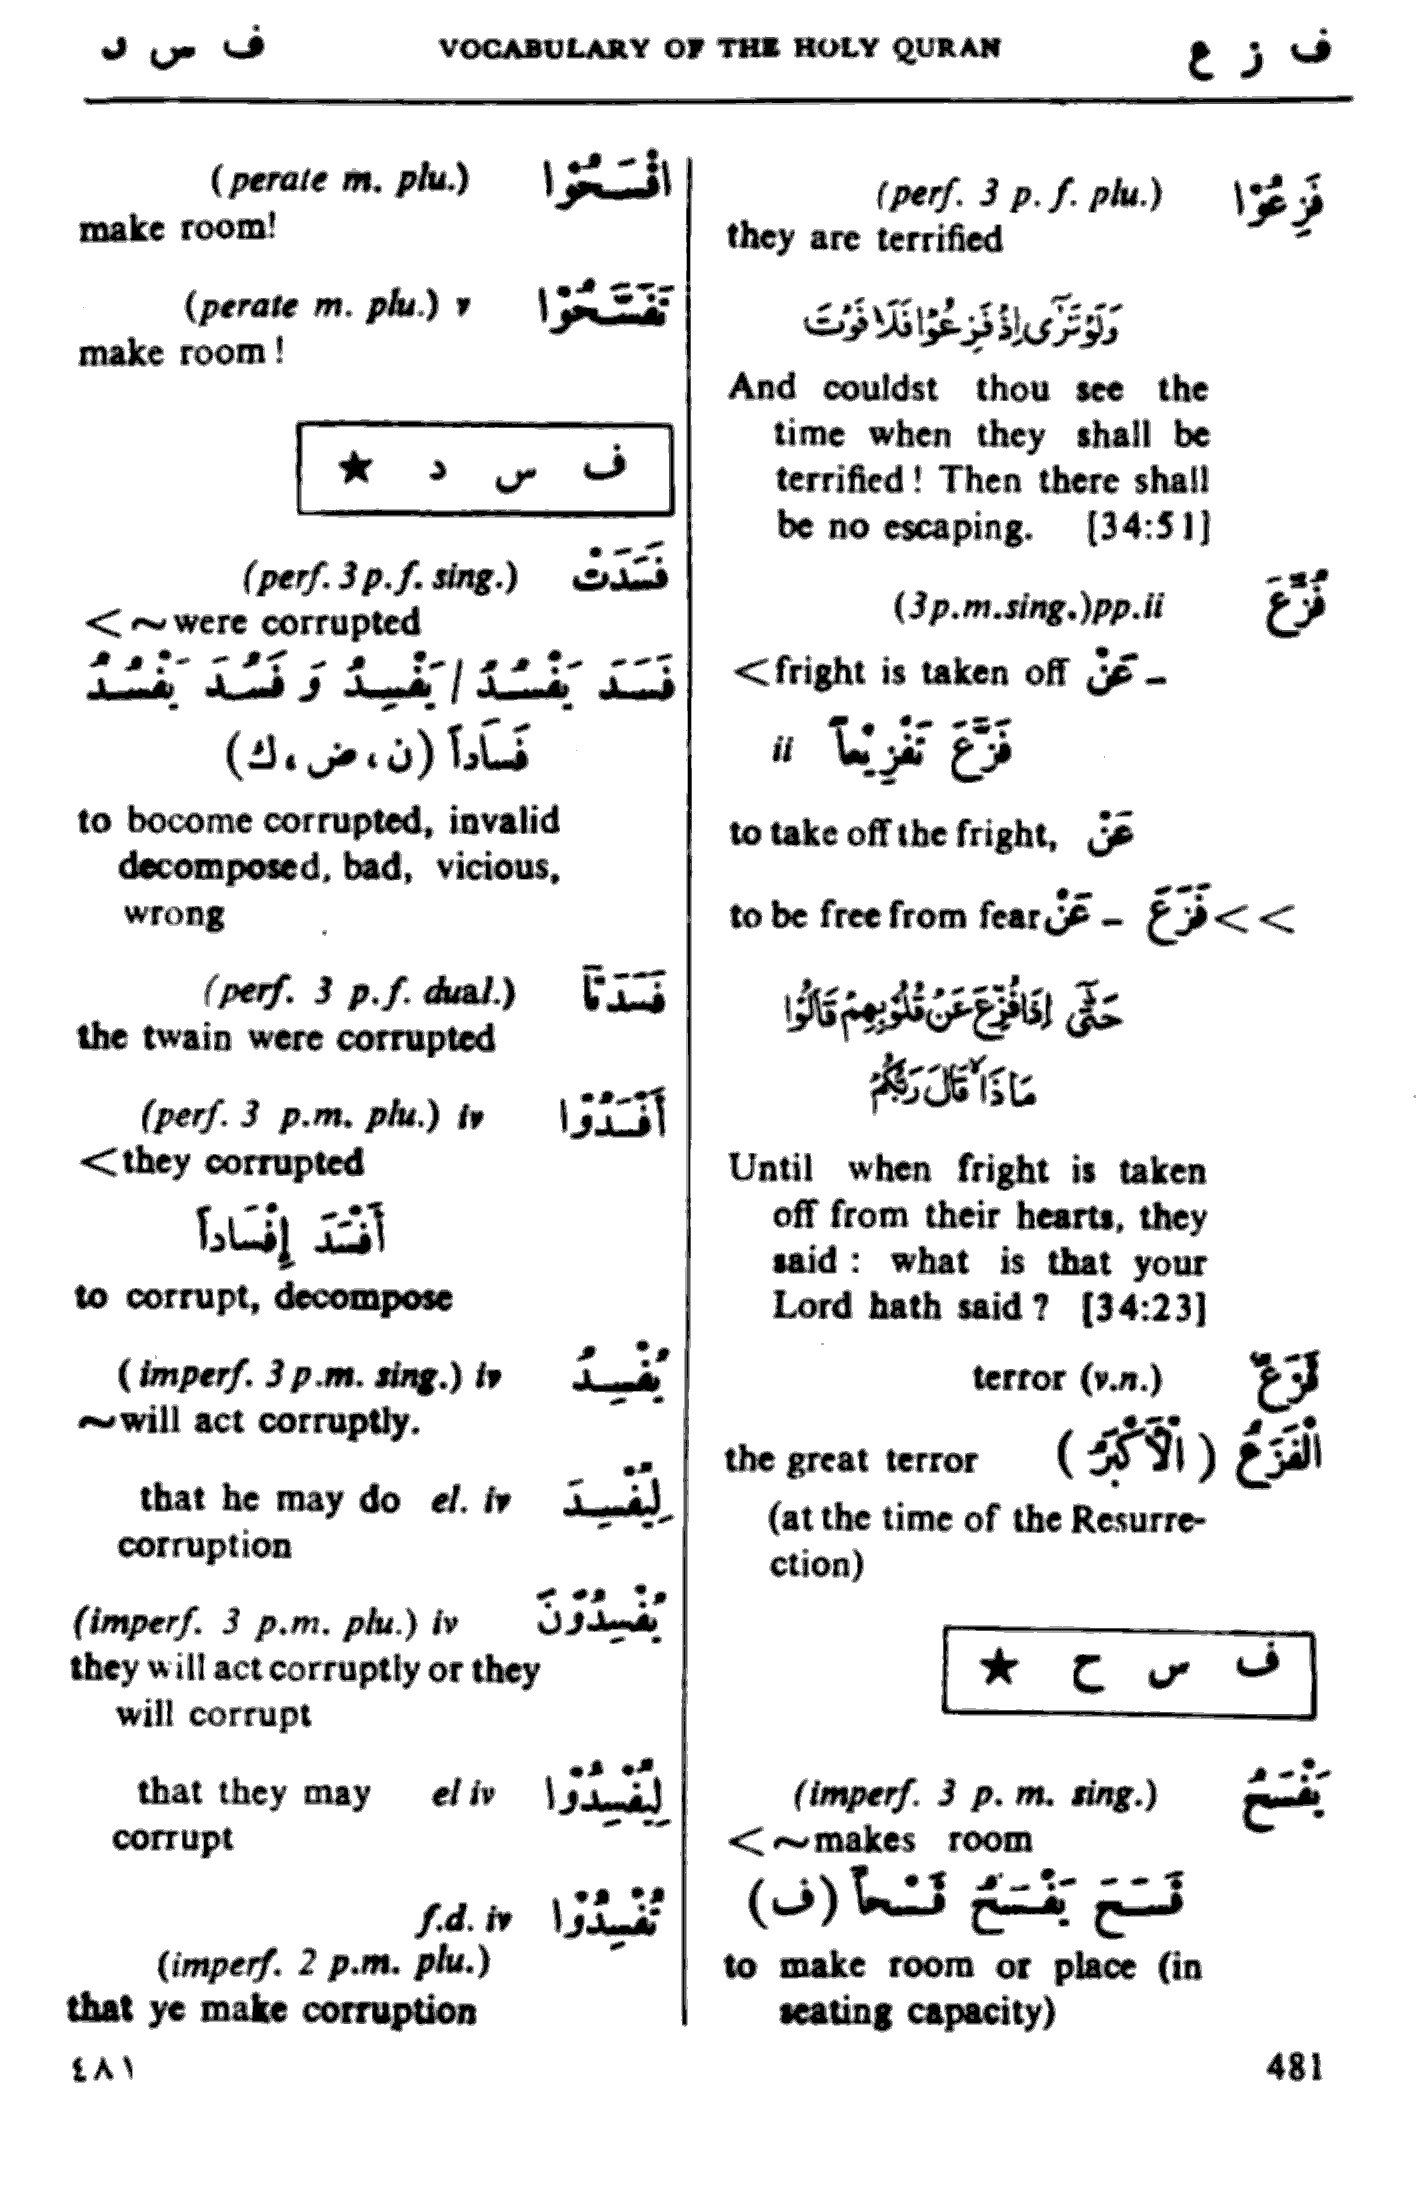 ف س د VOCABULARY OF THE HOLY QURAN ف ز ع
(perf. 3 p. f. plu.) فَزِعُوْا
they are terrified
وَلَوْ تَرٰٓى اِذْ فَزِعُوْا فَلَا فَوْتَ
And couldst thou see the
time when they shall be
terrified ! Then there shall
be no escaping. [34:51]
(3p.m.sing.)pp.ii فُزِّعَ
<fright is taken off عَنْ –
ii فَزَّعَ تَفْزِيْعاً
to take off the fright, عَنْ
to be free from fear عَنْ – فَزَعَ <<
حَتّٰٓى اِذَا فُزِّعَ عَنْ قُلُوْبِهِمْ قَالُوْا
مَاذَا ۙ قَالَ رَبُّكُمْ
Until when fright is taken
off from their hearts, they
said : what is that your
Lord hath said ? [34:23]
terror (v.n.) فَزَعٌ
the great terror الْفَزَعُ ( الْاَكْبَرُ )
(at the time of the Resurre-
ction)
ف س ح ★
(imperf. 3 p. m. sing.) يَفْسَحُ
<~makes room
فَسَحَ يَفْسَحُ فَسْحاً (ف)
to make room or place (in
seating capacity)
(perate m. plu.) افْسَحُوْا
make room!
(perate m. plu.) v تَفَسَّحُوْا
make room !
ف س د ★
(perf. 3 p.f. sing.) فَسَدَتْ
<~were corrupted
فَسَدَ يَفْسُدُ / يَفْسِدُ وَ فَسُدَ يَفْسُدُ
فَسَاداً (ن ، ض ، ك)
to bocome corrupted, invalid
decomposed, bad, vicious,
wrong
(perf. 3 p.f. dual.) فَسَدَتَآ
the twain were corrupted
(perf. 3 p.m. plu.) iv أَفْسَدُوْا
<they corrupted
أَفْسَدَ إِفْسَاداً
to corrupt, decompose
(imperf. 3 p.m. sing.) iv يُفْسِدُ
~will act corruptly.
that he may do el. iv لِيُفْسِدَ
corruption
(imperf. 3 p.m. plu.) iv يُفْسِدُوْنَ
they will act corruptly or they
will corrupt
that they may el iv لِيُفْسِدُوْا
corrupt
f.d. iv تُفْسِدُوْا
(imperf. 2 p.m. plu.)
that ye make corruption
٤٨١ 481